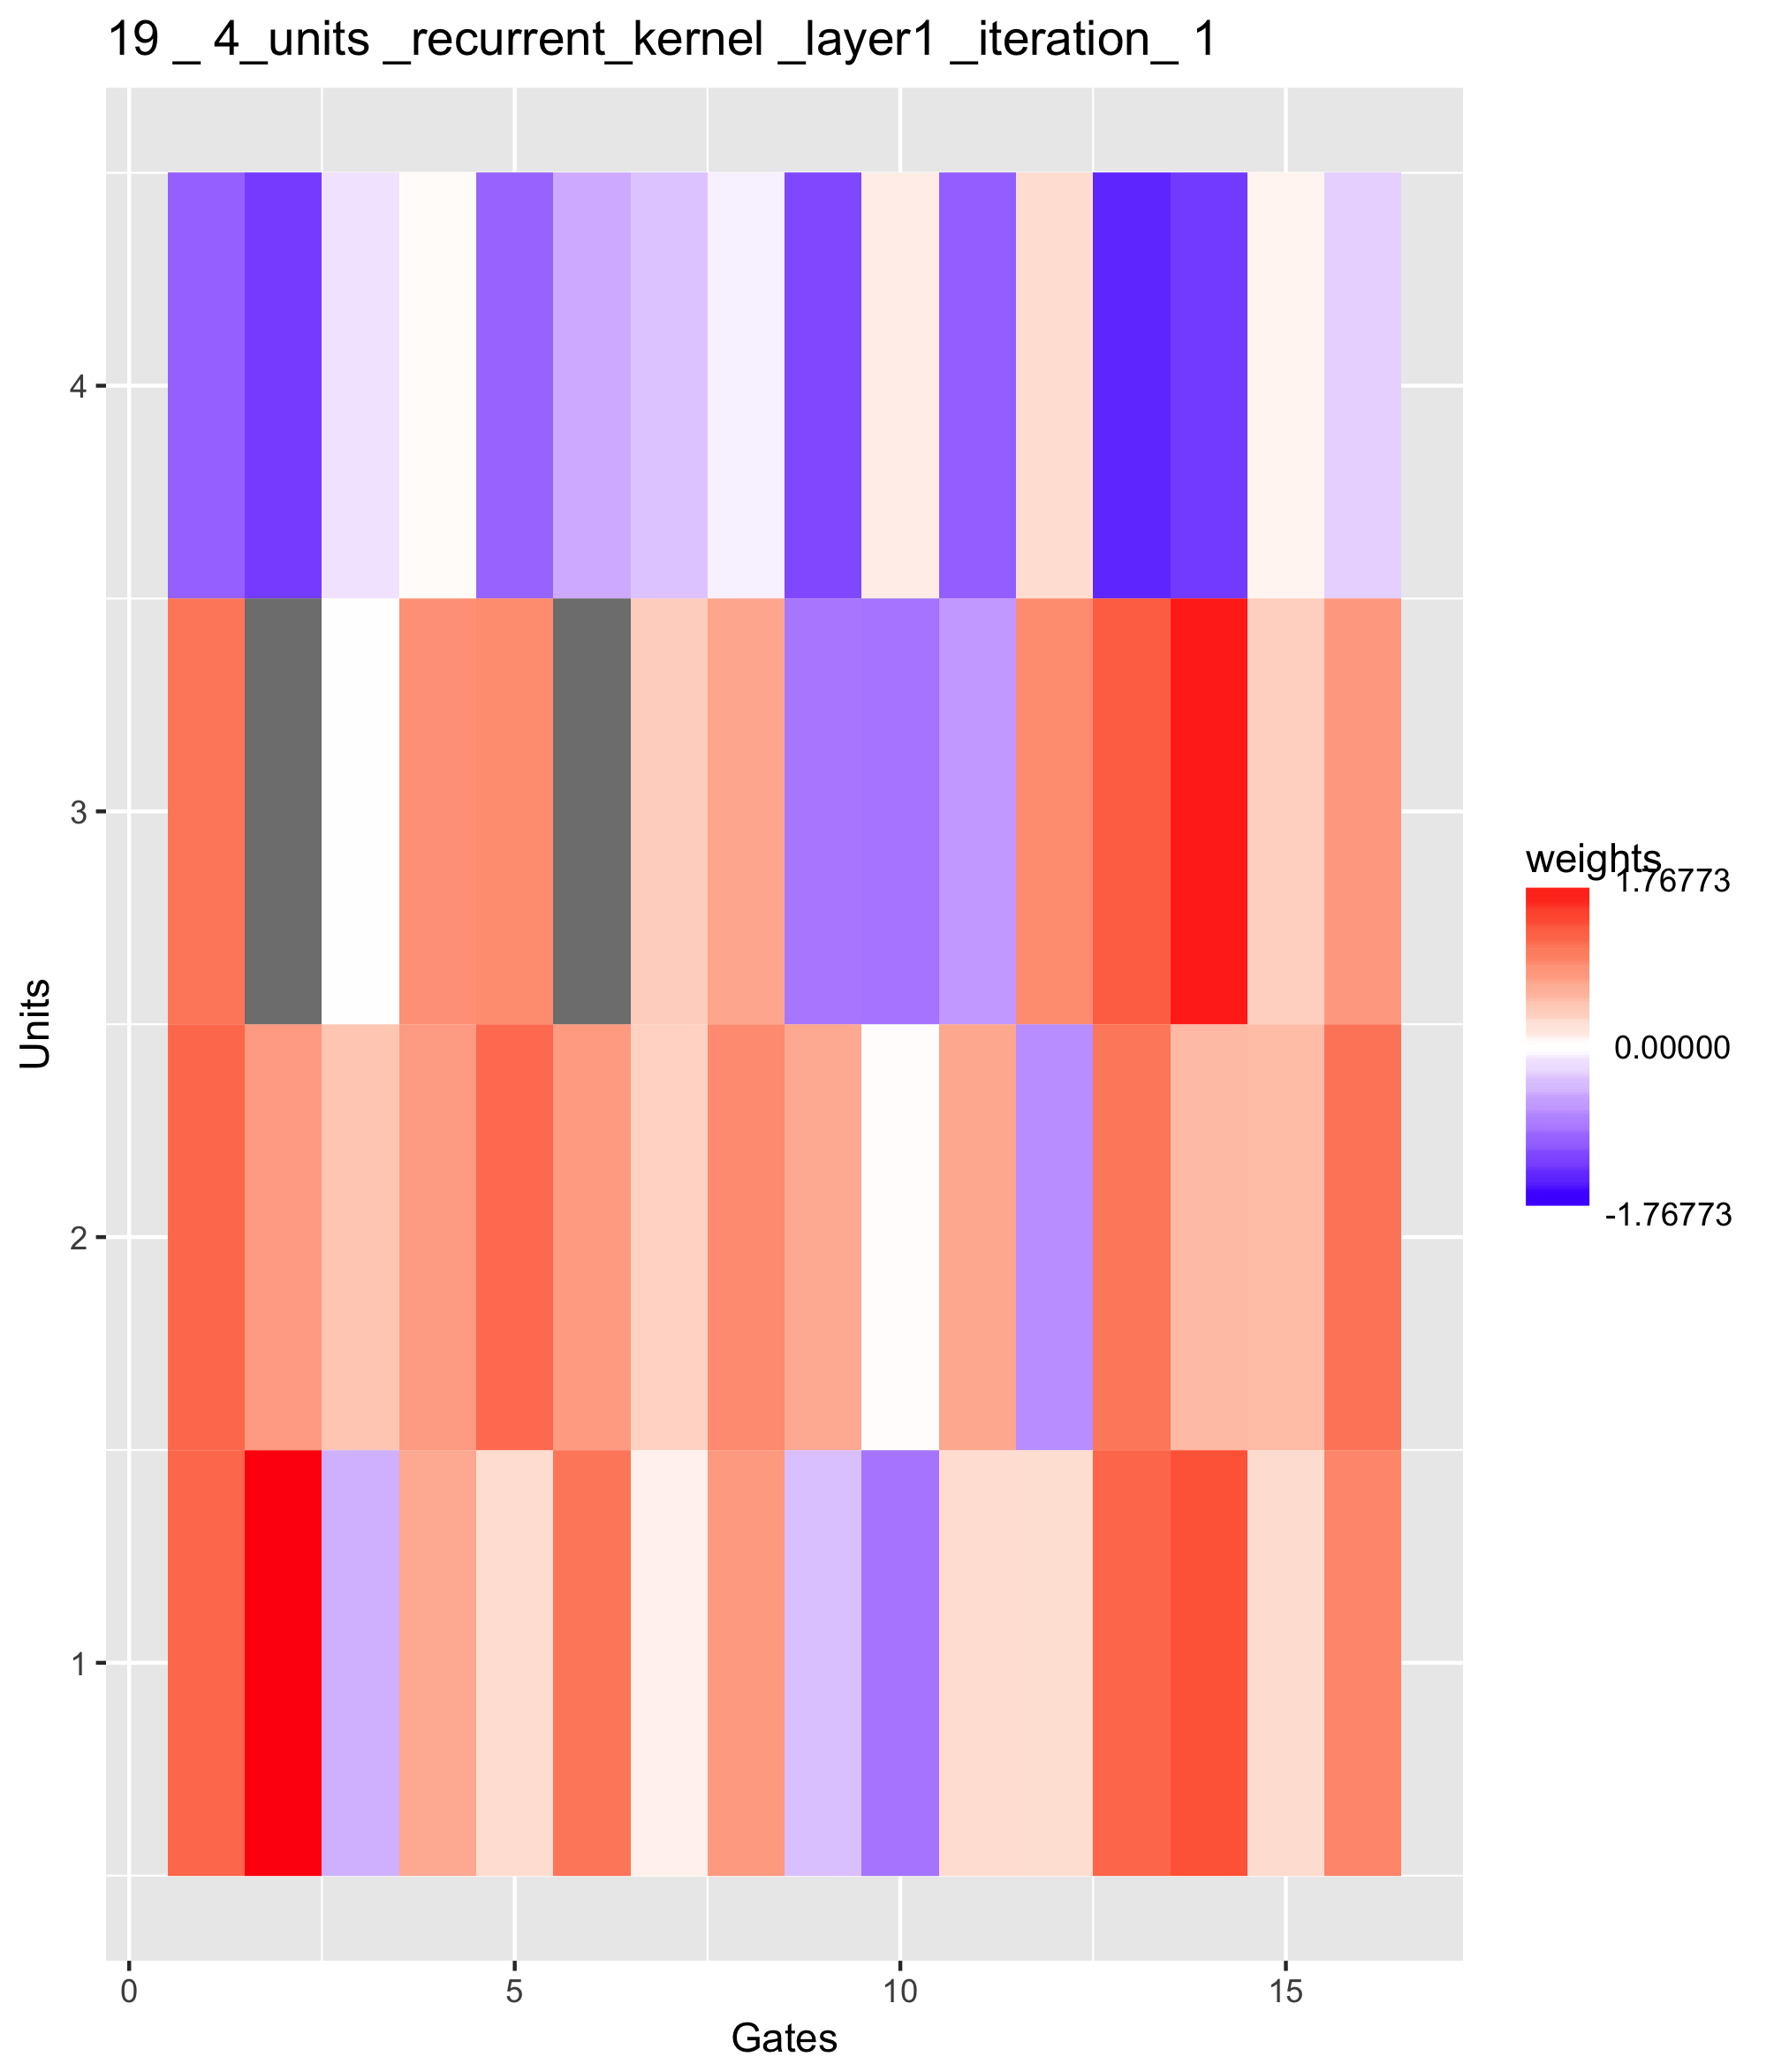 19_ 4_units _recurrent_kernel _layer1 _iteration_ 1
4
3
2
1
Units
0 5 10 15
Gates
weights
1.76773
0.00000
-1.76773